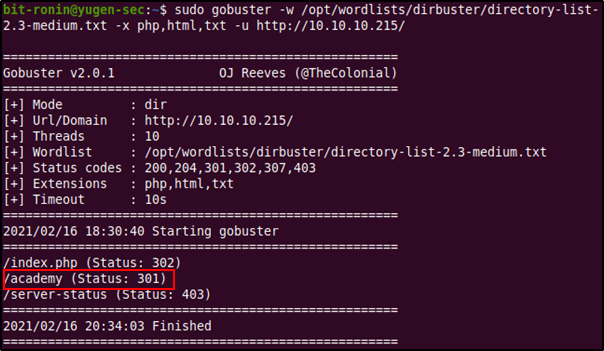 bit-ronin@yugen-sec:~$ sudo gobuster -w /opt/wordlists/dirbuster/directory-list-
2.3-medium.txt -x php,html,txt -u http://10.10.10.215/
=====================================================
Gobuster v2.0.1              OJ Reeves (@TheColonial)
=====================================================
[+] Mode         : dir
[+] Url/Domain   : http://10.10.10.215/
[+] Threads      : 10
[+] Wordlist     : /opt/wordlists/dirbuster/directory-list-2.3-medium.txt
[+] Status codes : 200,204,301,302,307,403
[+] Extensions   : php,html,txt
[+] Timeout      : 10s
=====================================================
2021/02/16 18:30:40 Starting gobuster
=====================================================
/index.php (Status: 302)
/academy (Status: 301)
/server-status (Status: 403)
=====================================================
2021/02/16 20:34:03 Finished
=====================================================